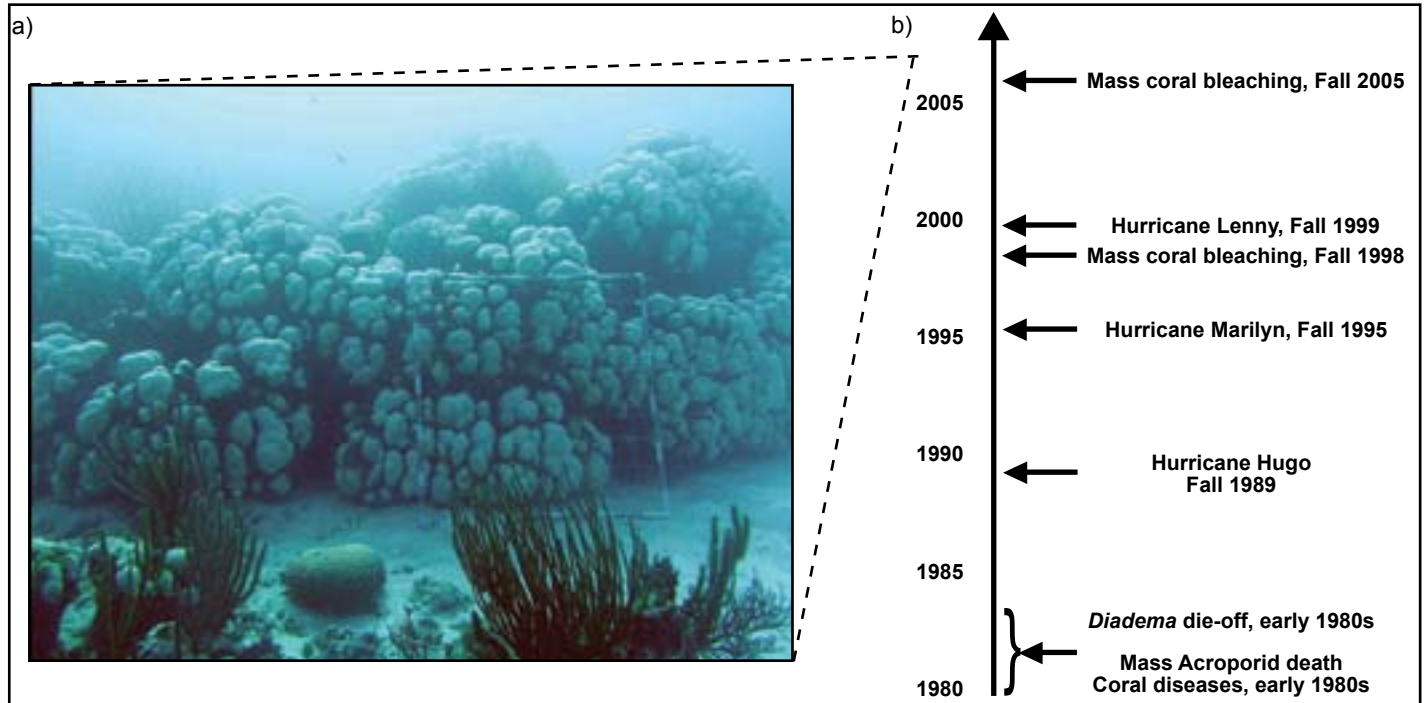 a)
b)
Mass coral bleaching, Fall 2005
2005
2000
Hurricane Lenny, Fall 1999
Mass coral bleaching, Fall 1998
Hurricane Marilyn, Fall 1995
1995
1990
Hurricane Hugo
Fall 1989
1985
Diadema die-off, early 1980s
Mass Acroporid death
Coral diseases, early 1980s
1980